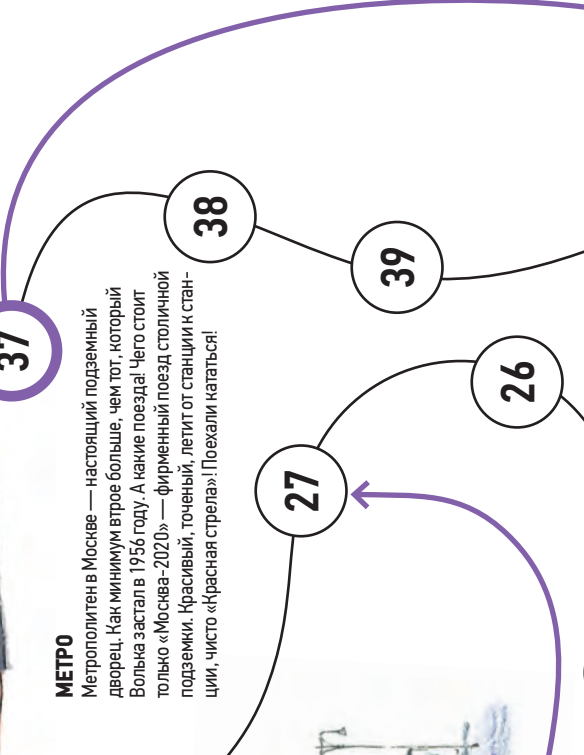 МЕТРО
Метрополитен в Москве — настоящий подземный
дворец. Как минимум втрое больше, чем тот, который
Волька застал в 1956 году. А какие поезда! Чего стоит
только «Москва-2020» — фирменный поезд столичной
подземки. Красивый, точеный, летит от станции к стан-
ции, чисто «Красная стрела»! Поехали кататься!
37
38
39
26
27